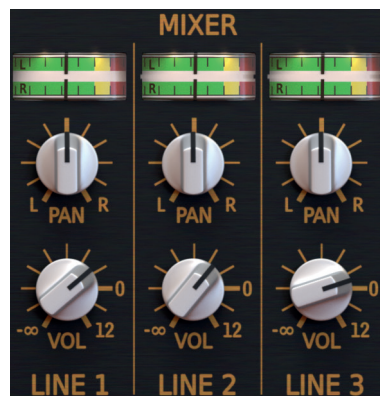 MIXER
L L L
R R R
L R L R L R
PAN PAN PAN
0 0 0
-∞ 12 -∞ 12 -∞ 12
VOL VOL VOL
LINE 1 LINE 2 LINE 3